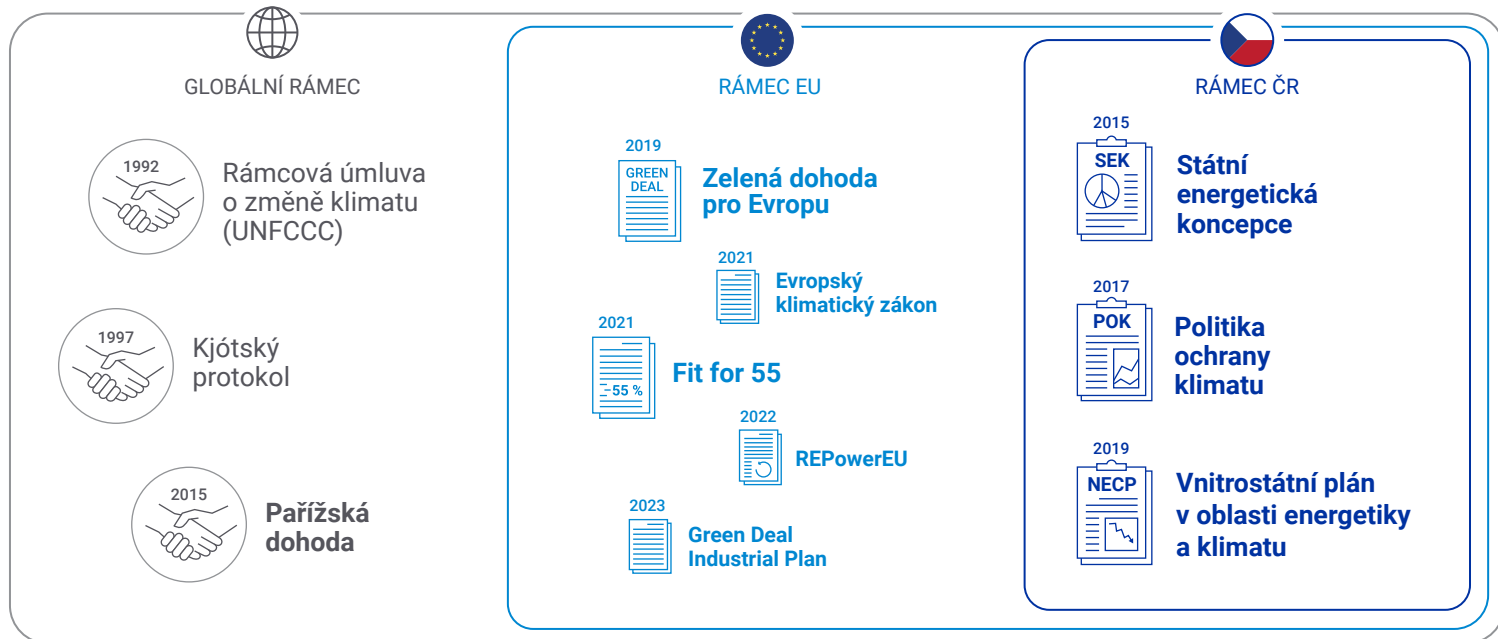 GLOBÁLNÍ RÁMEC
1992
Rámcová úmluva
o změně klimatu
(UNFCCC)
1997
Kjótský
protokol
2015
Pařížská
dohoda
RÁMEC EU
2019
GREEN
DEAL
Zelená dohoda
pro Evropu
2021
Evropský
klimatický zákon
2021
−55 %
Fit for 55
2022
REPowerEU
2023
Green Deal
Industrial Plan
RÁMEC ČR
2015
SEK
Státní
energetická
koncepce
2017
POK
Politika
ochrany
klimatu
2019
NECP
Vnitrostátní plán
v oblasti energetiky
a klimatu